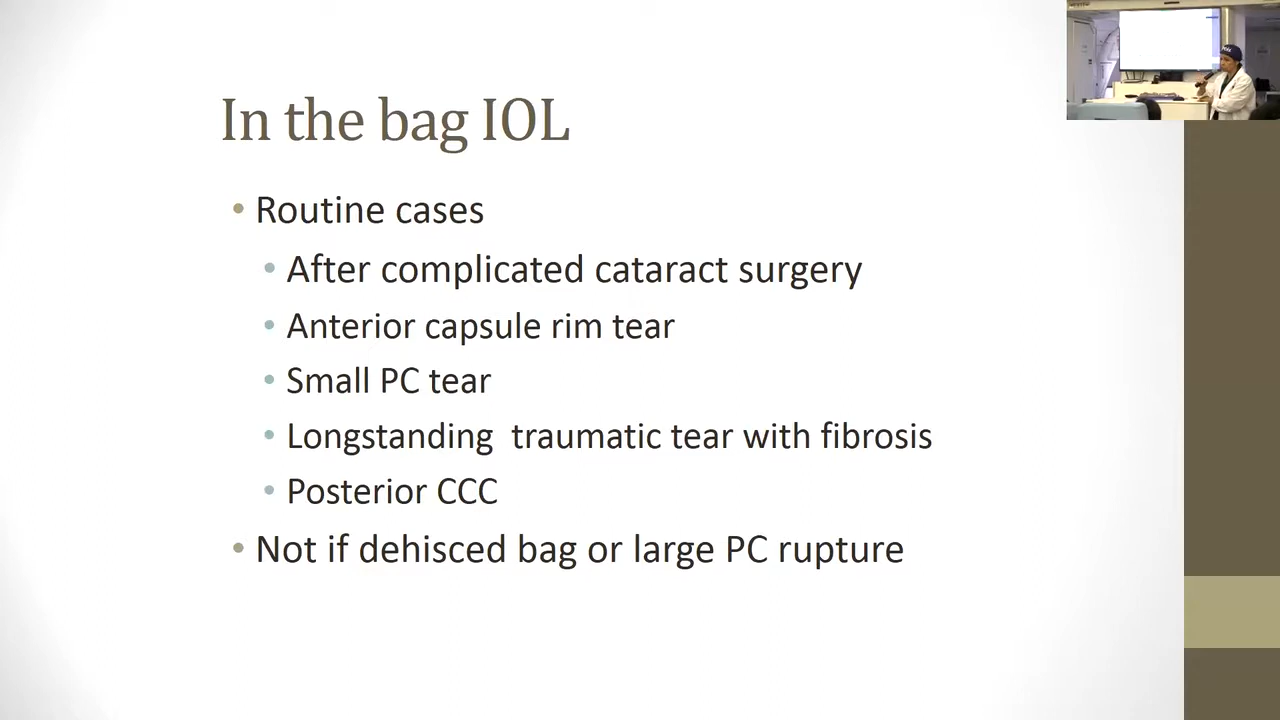 In the bag IOL
• Routine cases
• After complicated cataract surgery
• Anterior capsule rim tear
• Small PC tear
• Longstanding  traumatic tear with fibrosis
• Posterior CCC
• Not if dehisced bag or large PC rupture